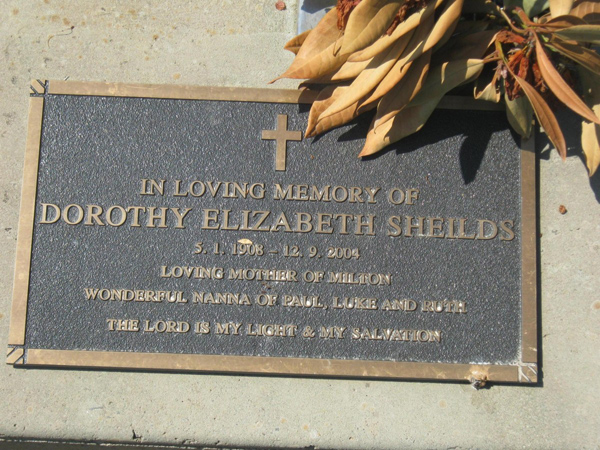 IN LOVING MEMORY OF
DOROTHY ELIZABETH SHEILDS
5. 1. 1908 - 12. 9. 2004
LOVING MOTHER OF MILTON
WONDERFUL NANNA OF PAUL, LUKE AND RUTH
THE LORD IS MY LIGHT & MY SALVATION